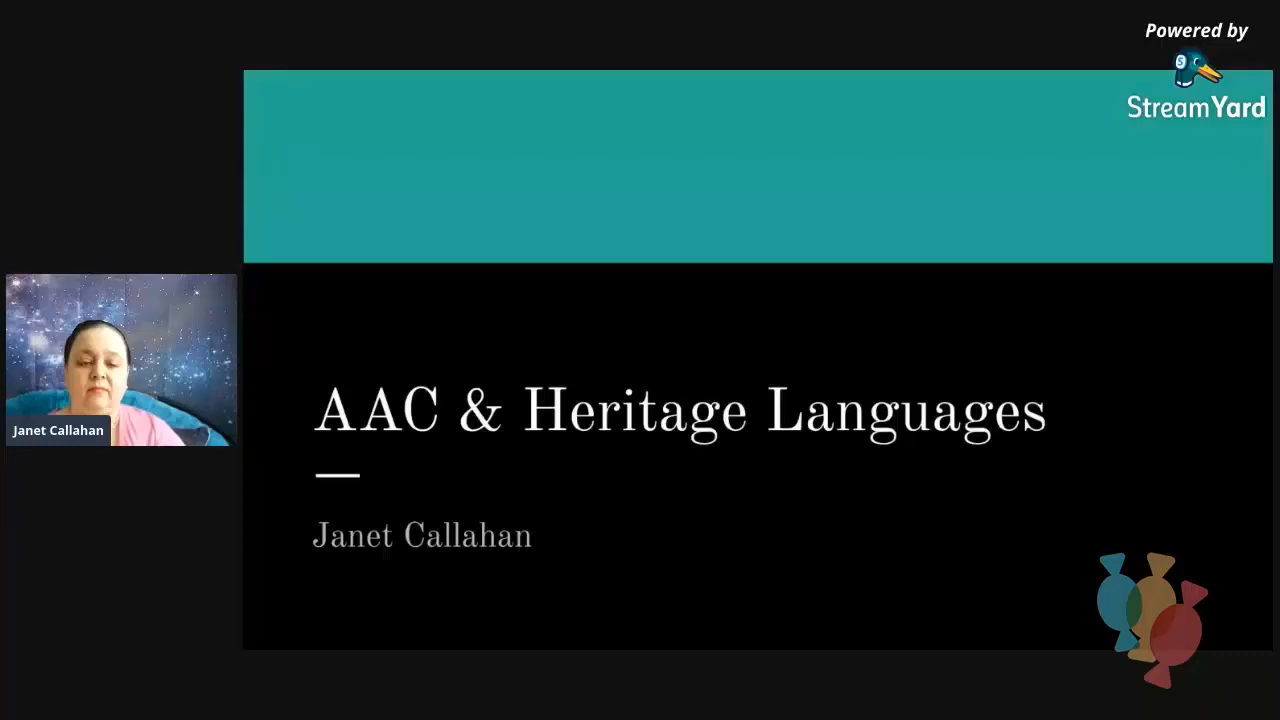 Powered by
StreamYard
AAC & Heritage Languages
Janet Callahan
Janet Callahan